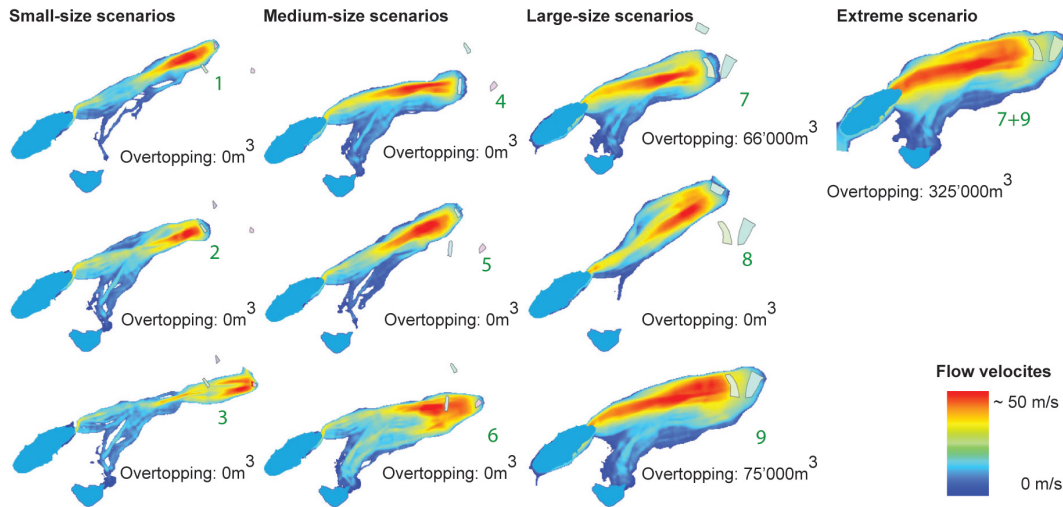 Small-size scenarios
Medium-size scenarios
Large-size scenarios
Extreme scenario
1
Overtopping: 0m³
4
Overtopping: 0m³
7
66'000m³
Overtopping:
7+9
Overtopping: 325'000m³
2
Overtopping: 0m³
5
Overtopping: 0m³
8
Overtopping: 0m³
3
Overtopping: 0m³
6
Overtopping: 0m³
9
Overtopping: 75'000m³
Flow velocites
~ 50 m/s
0 m/s